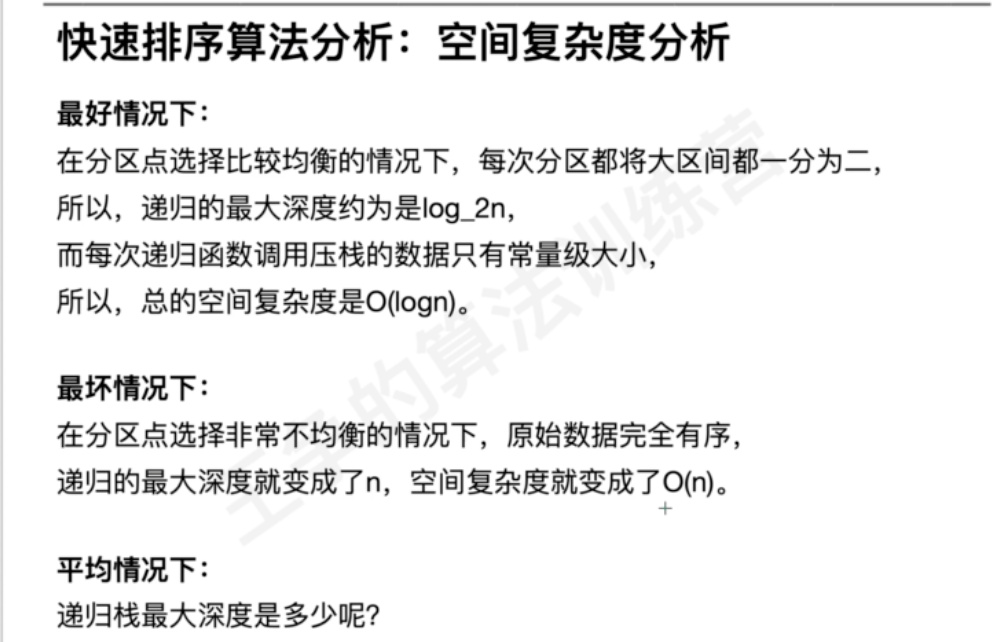 快速排序算法分析：空间复杂度分析
最好情况下：
在分区点选择比较均衡的情况下，每次分区都将大区间都一分为二，
所以，递归的最大深度约为是log_2n，
而每次递归函数调用压栈的数据只有常量级大小，
所以，总的空间复杂度是O(logn)。
最坏情况下：
在分区点选择非常不均衡的情况下，原始数据完全有序，
递归的最大深度就变成了n，空间复杂度就变成了O(n)。
平均情况下：
递归栈最大深度是多少呢？
王争的算法训练营